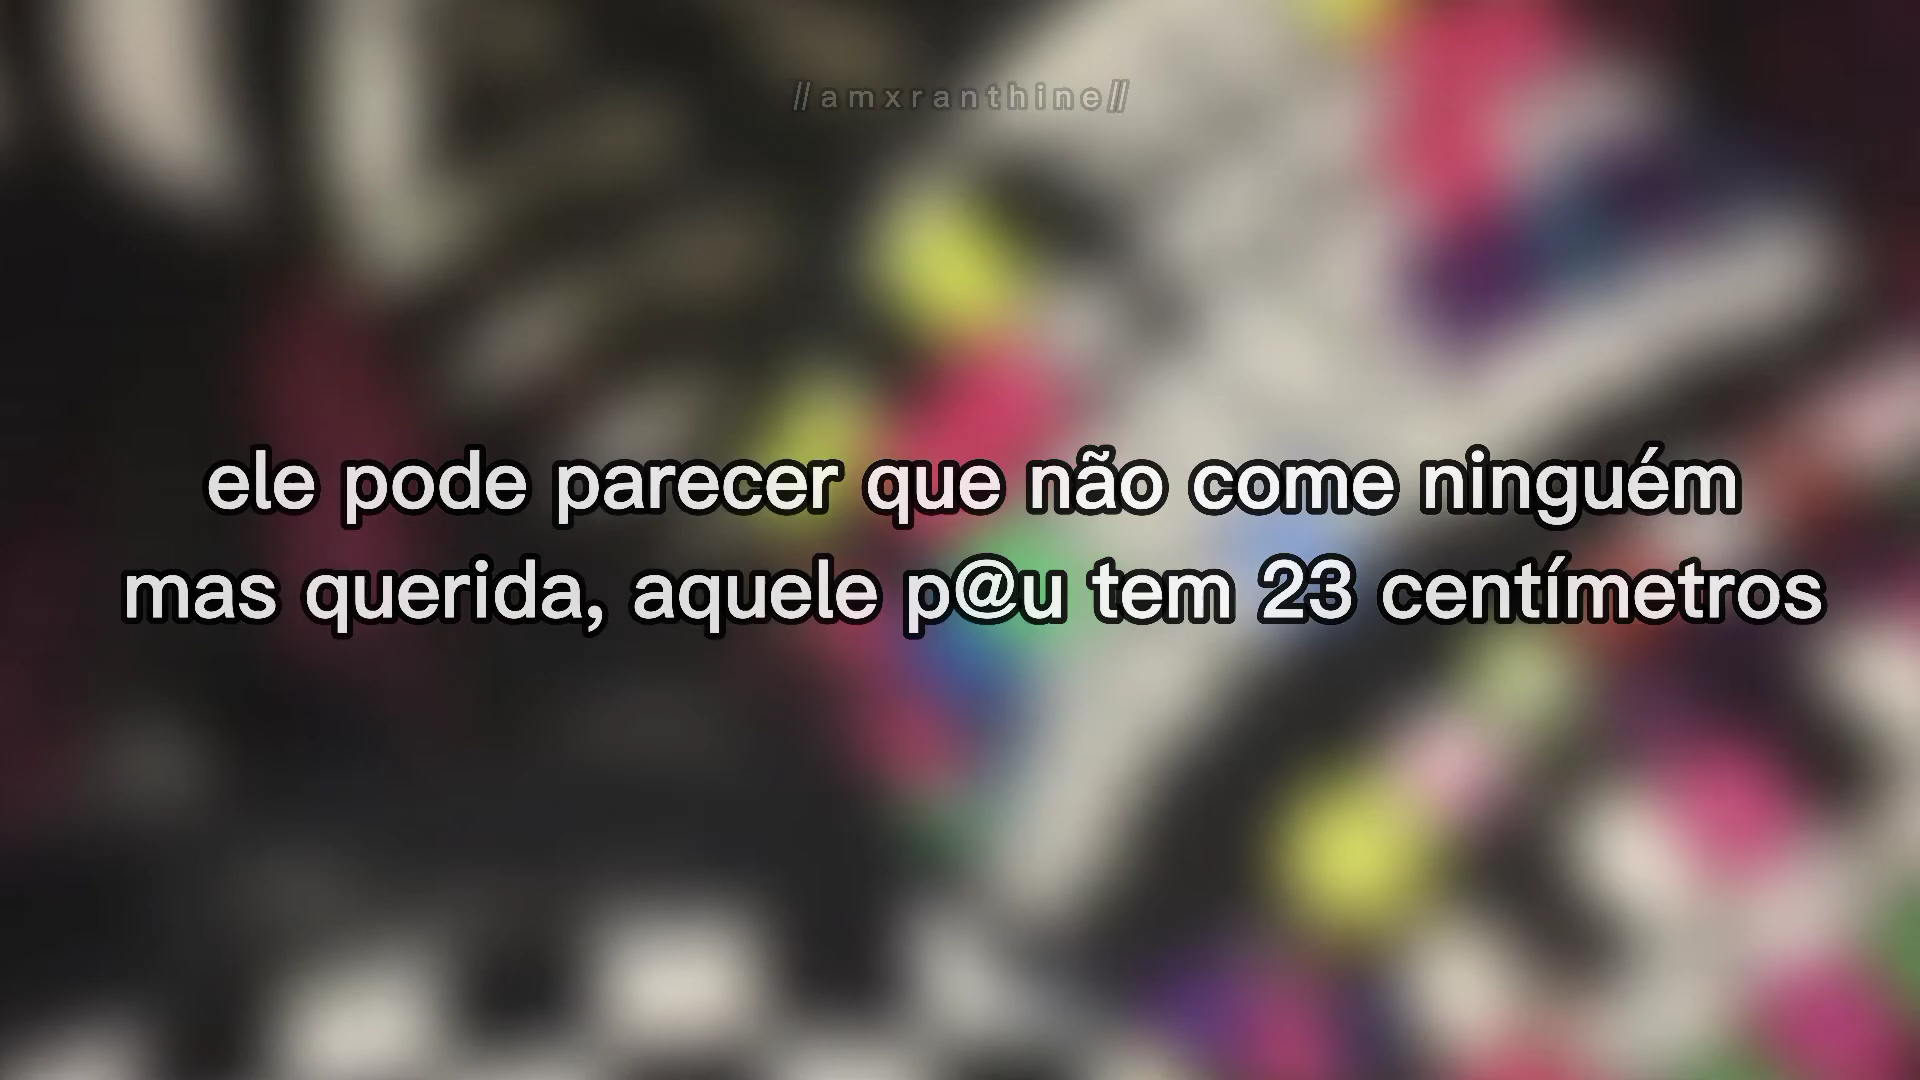 //amxranthine//
ele pode parecer que não come ninguém
mas querida, aquele p@u tem 23 centímetros